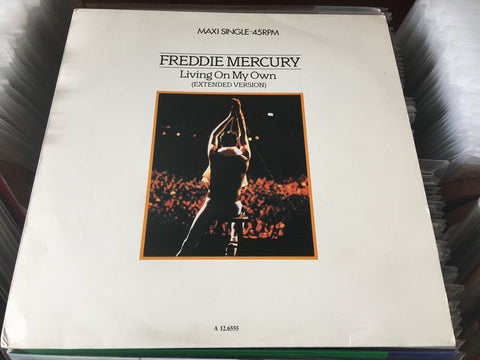 MAXI SINGLE·45RPM
FREDDIE MERCURY
Living On My Own
(EXTENDED VERSION)
A 12.6555